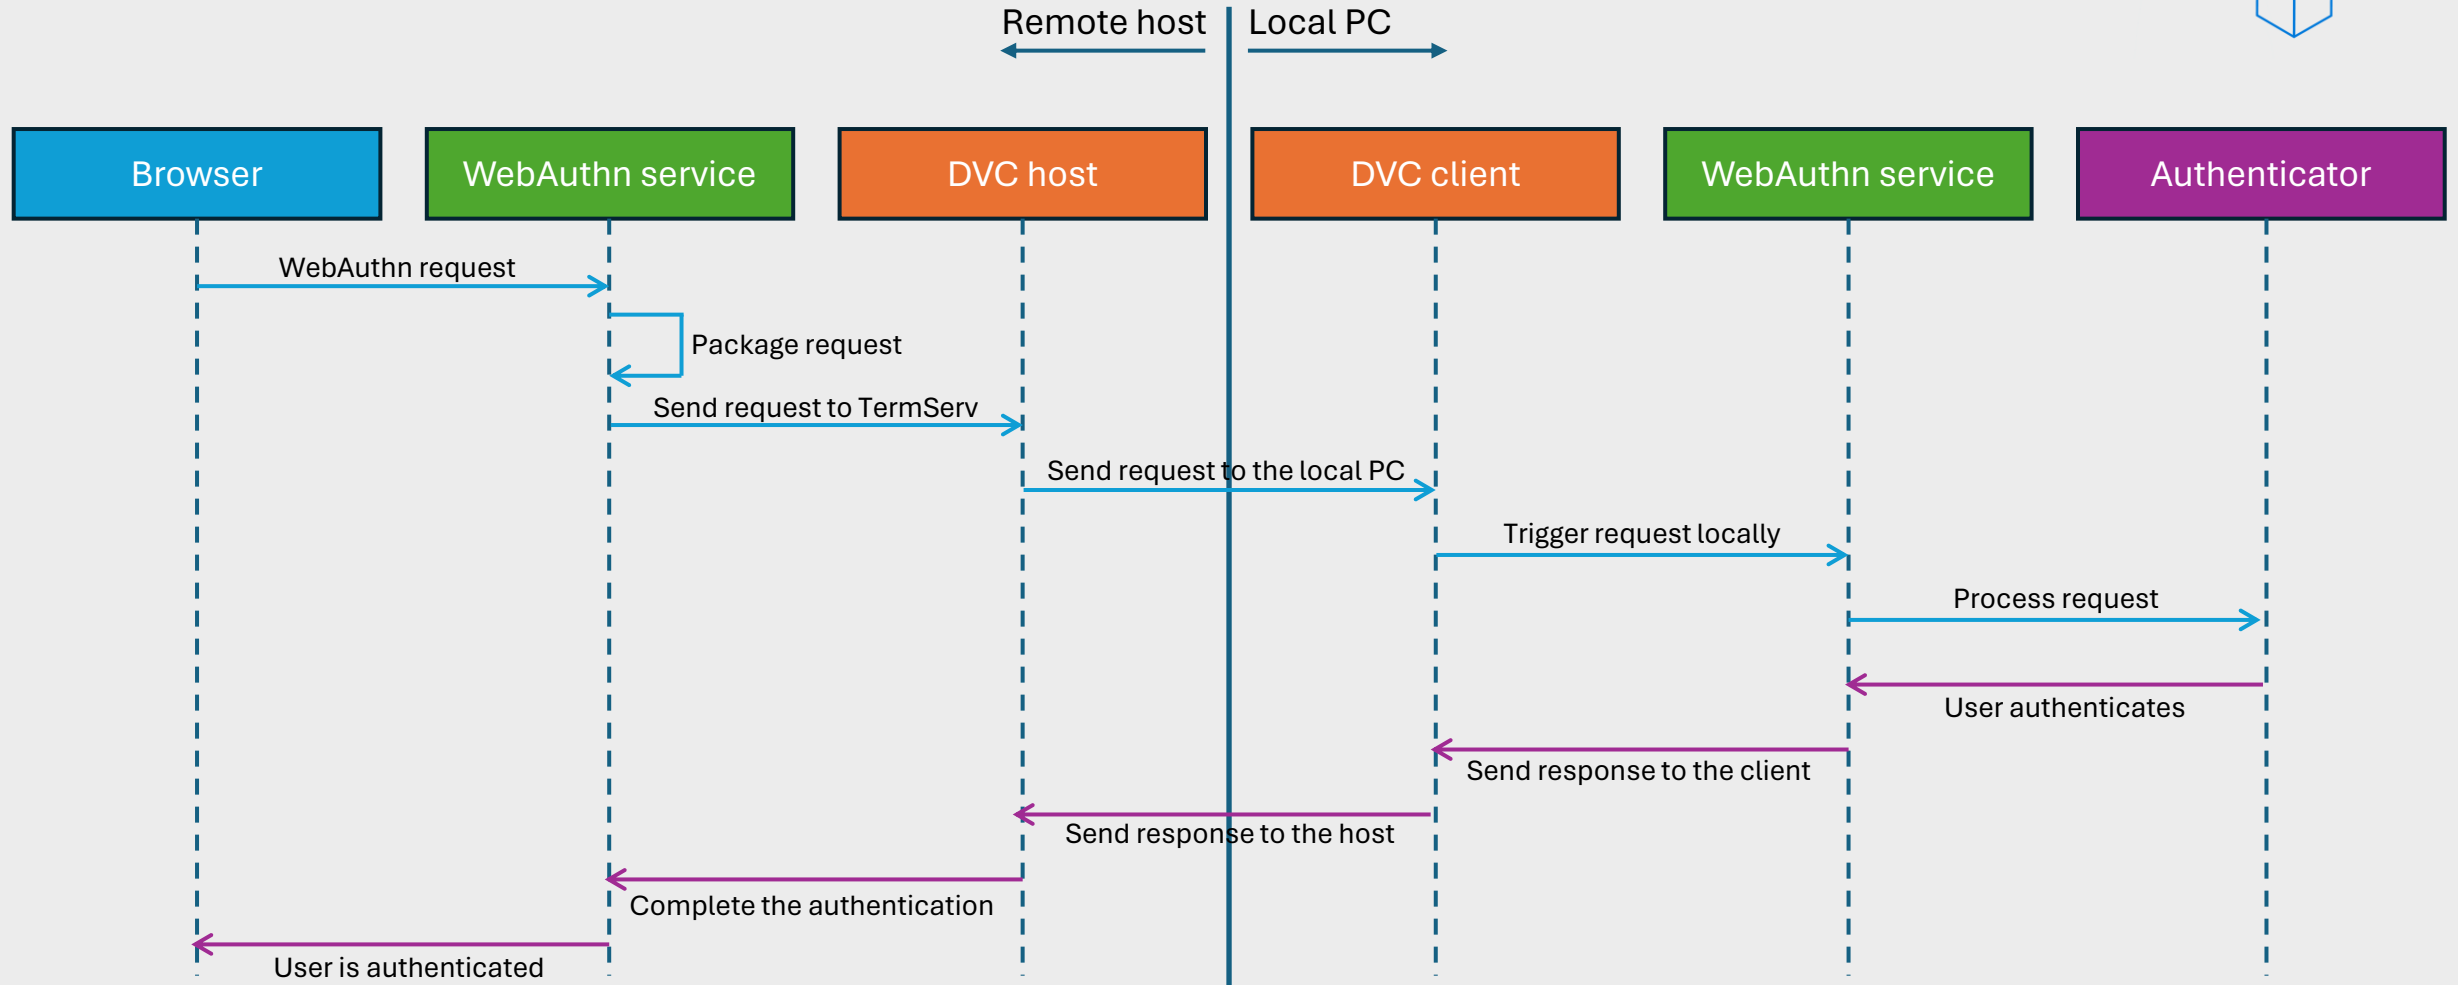 Remote host
Local PC
Browser
WebAuthn service
DVC host
DVC client
WebAuthn service
Authenticator
WebAuthn request
Package request
Send request to TermServ
Send request to the local PC
Trigger request locally
Process request
User authenticates
Send response to the client
Send response to the host
Complete the authentication
User is authenticated